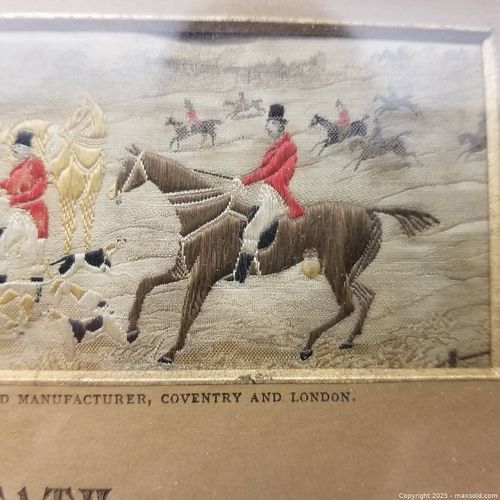 D MANUFACTURER, COVENTRY AND LONDON.
Copyright © 2025 - maxsold.com